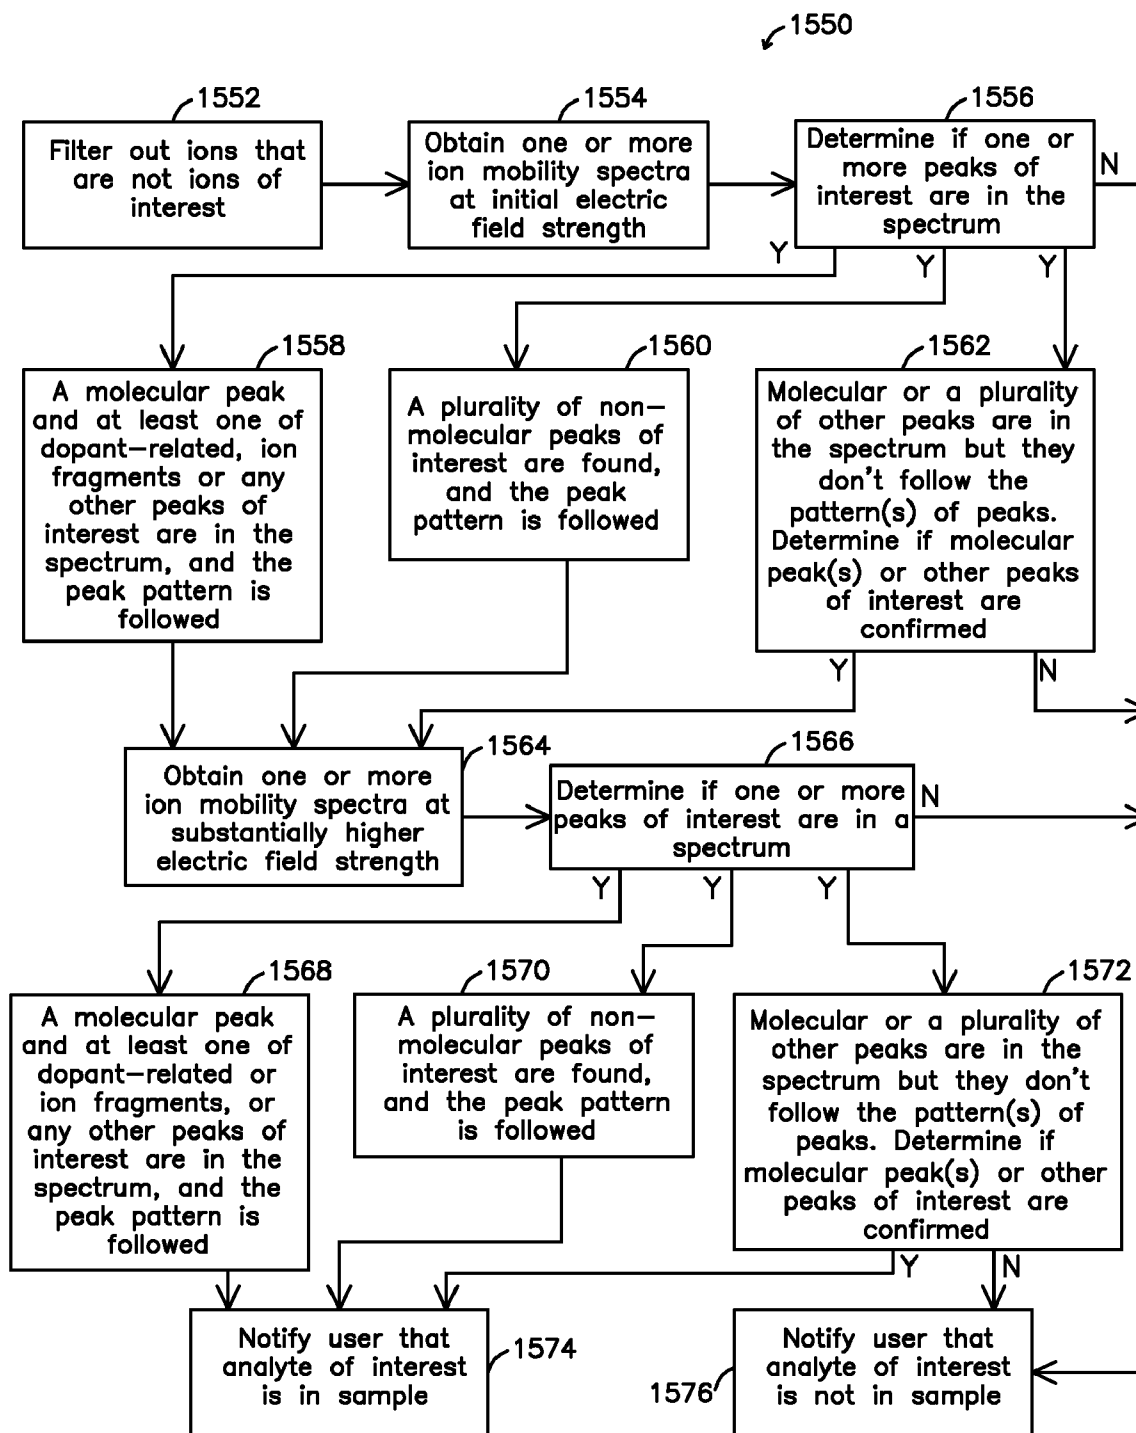 1550
1552
Filter out ions that
are not ions of
interest
1554
Obtain one or more
ion mobility spectra
at initial electric
field strength
1556
Determine if one or
more peaks of
interest are in the
spectrum
N
Y
Y
Y
1558
A molecular peak
and at least one of
dopant-related, ion
fragments or any
other peaks of
interest are in the
spectrum, and the
peak pattern is
followed
1560
A plurality of non-
molecular peaks of
interest are found,
and the peak
pattern is followed
1562
Molecular or a plurality
of other peaks are in
the spectrum but they
don't follow the
pattern(s) of peaks.
Determine if molecular
peak(s) or other peaks
of interest are
confirmed
Y
N
1564
Obtain one or more
ion mobility spectra at
substantially higher
electric field strength
1566
Determine if one or more
peaks of interest are in a
spectrum
N
Y
Y
Y
1568
A molecular peak
and at least one of
dopant-related or
ion fragments, or
any other peaks of
interest are in the
spectrum, and the
peak pattern is
followed
1570
A plurality of non-
molecular peaks of
interest are found,
and the peak pattern
is followed
1572
Molecular or a plurality of
other peaks are in the
spectrum but they don't
follow the pattern(s) of
peaks. Determine if
molecular peak(s) or other
peaks of interest are
confirmed
Y
N
Notify user that
analyte of interest
is in sample
1574
1576
Notify user that
analyte of interest
is not in sample